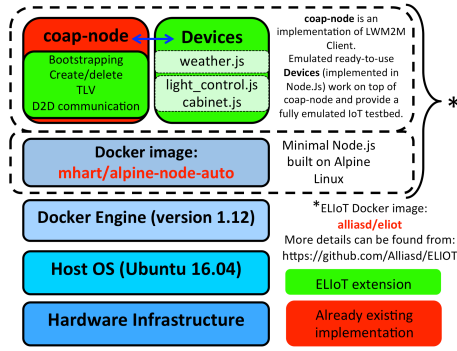 coap-node
Devices
Bootstrapping
Create/delete
TLV
D2D communication
weather.js
light_control.js
cabinet.js
coap-node is an
implementation of LWM2M
Client.
Emulated ready-to-use
Devices (implemented in
Node.Js) work on top of
coap-node and provide a
fully emulated IoT testbed.
*
Docker image:
mhart/alpine-node-auto
Minimal Node.js
built on Alpine
Linux
Docker Engine (version 1.12)
Host OS (Ubuntu 16.04)
Hardware Infrastructure
*ELIoT Docker image:
alliasd/eliot
More details can be found from:
https://github.com/Alliasd/ELIOT
ELIoT extension
Already existing
implementation